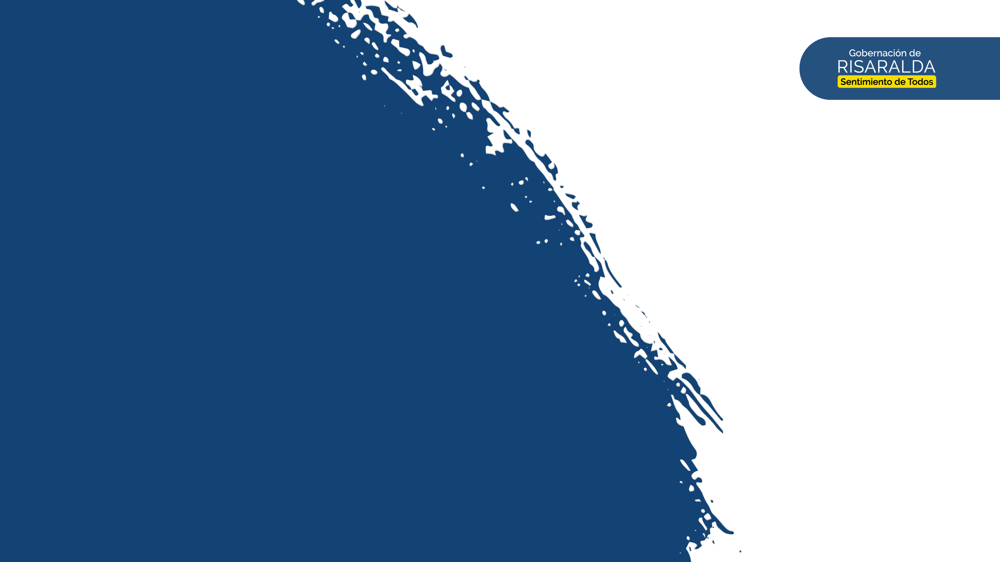 Gobernación de
RISARALDA
Sentimiento de Todos